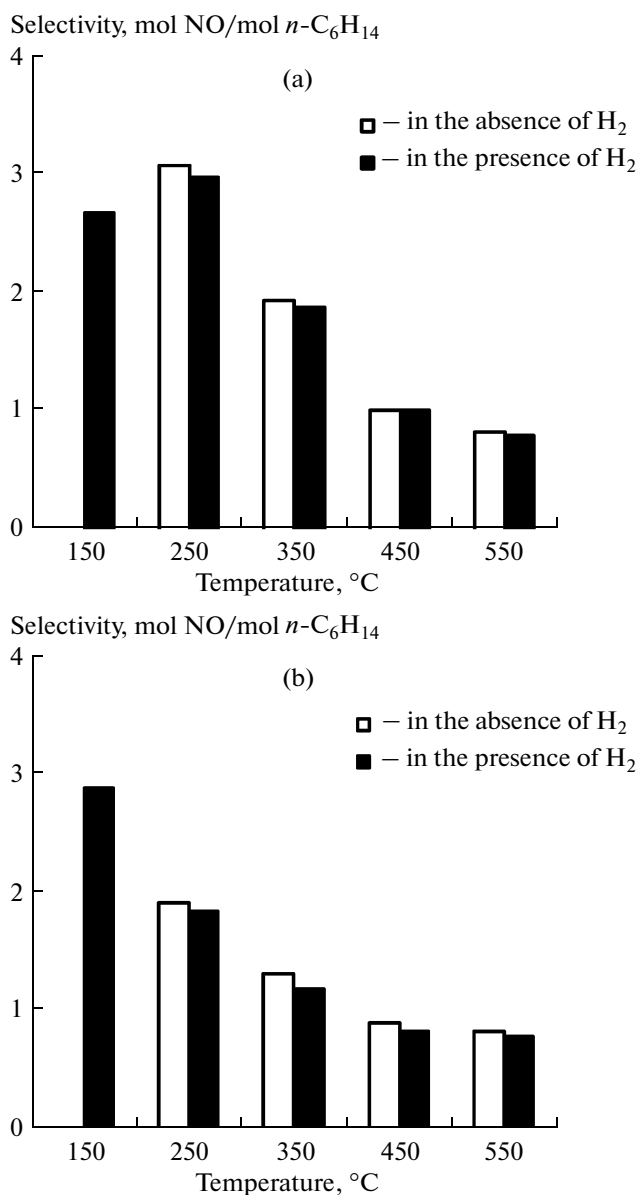 Selectivity, mol NO/mol n-C₆H₁₄
4
(a)
– in the absence of H₂
– in the presence of H₂
3
2
1
0
150 250 350 450 550
Temperature, °C
Selectivity, mol NO/mol n-C₆H₁₄
4
(b)
– in the absence of H₂
– in the presence of H₂
3
2
1
0
150 250 350 450 550
Temperature, °C